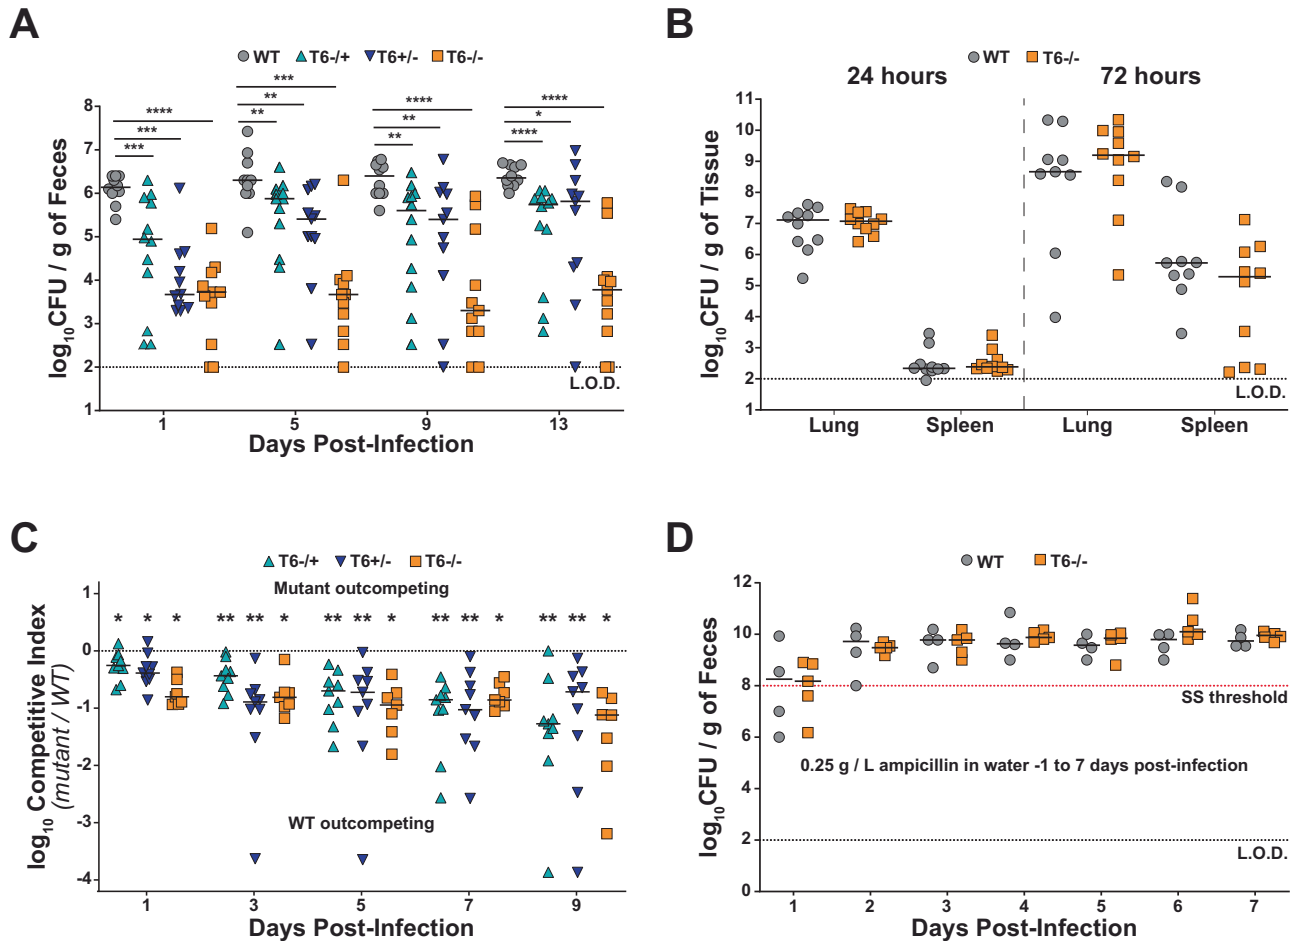 A
WT T6-/+ T6+/- T6-/-
log10CFU / g of Feces
8
7
6
5
4
3
2
1
**** *** ***
*** ** **
**** ** **
**** * ****
L.O.D.
1 5 9 13
Days Post-Infection
B
WT T6-/-
24 hours 72 hours
log10CFU / g of Tissue
11
10
9
8
7
6
5
4
3
2
1
L.O.D.
Lung Spleen Lung Spleen
C
T6-/+ T6+/- T6-/-
Mutant outcompeting
log10 Competitive Index
(mutant / WT)
1
0
-1
-2
-3
-4
* * * ** ** * ** ** * ** ** * ** ** *
WT outcompeting
1 3 5 7 9
Days Post-Infection
D
WT T6-/-
log10CFU / g of Feces
12
10
8
6
4
2
0
SS threshold
0.25 g / L ampicillin in water -1 to 7 days post-infection
L.O.D.
1 2 3 4 5 6 7
Days Post-Infection